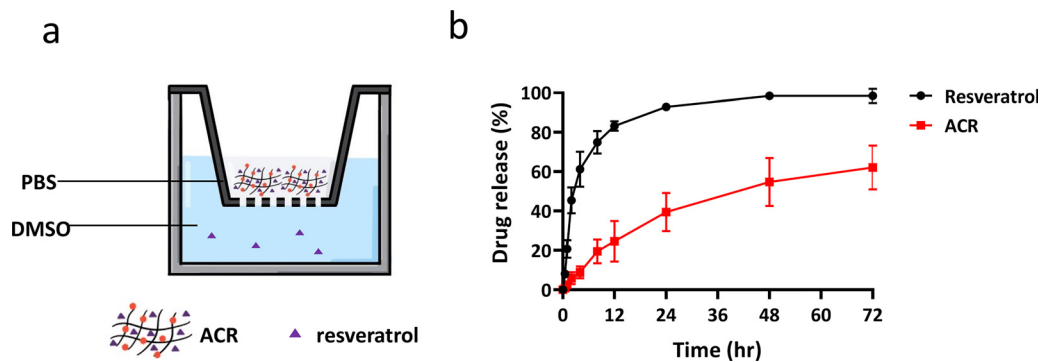 a
PBS
DMSO
ACR
resveratrol
b
Drug release (%)
100
80
60
40
20
0
0 12 24 36 48 60 72
Time (hr)
Resveratrol
ACR